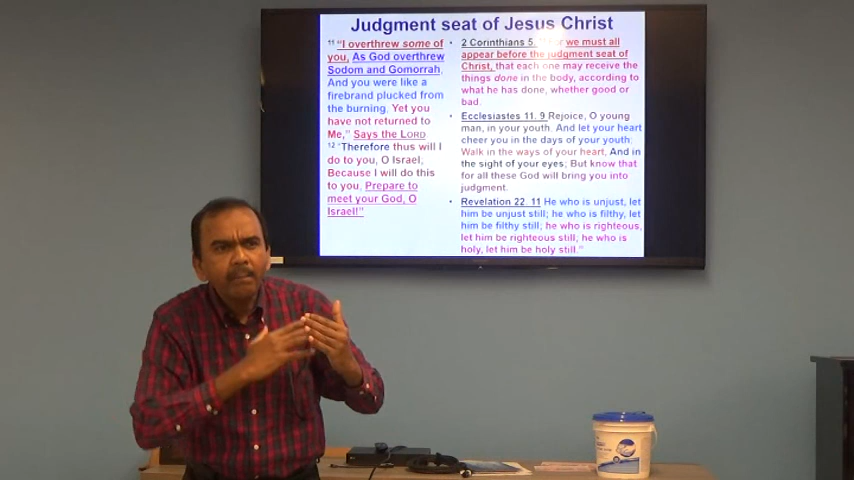 Judgment seat of Jesus Christ
11 "I overthrew some of
you, As God overthrew
Sodom and Gomorrah,
And you were like a
firebrand plucked from
the burning, Yet you
have not returned to
Me," Says the LORD
12 "Therefore thus will I
do to you, O Israel;
Because I will do this
to you, Prepare to
meet your God, O
Israel!"
• 2 Corinthians 5. we must all
appear before the judgment seat of
Christ, that each one may receive the
things done in the body, according to
what he has done, whether good or
bad.
• Ecclesiastes 11. 9 Rejoice, O young
man, in your youth, And let your heart
cheer you in the days of your youth;
Walk in the ways of your heart, And in
the sight of your eyes; But know that
for all these God will bring you into
judgment.
• Revelation 22. 11 He who is unjust, let
him be unjust still; he who is filthy, let
him be filthy still; he who is righteous,
let him be righteous still; he who is
holy, let him be holy still."